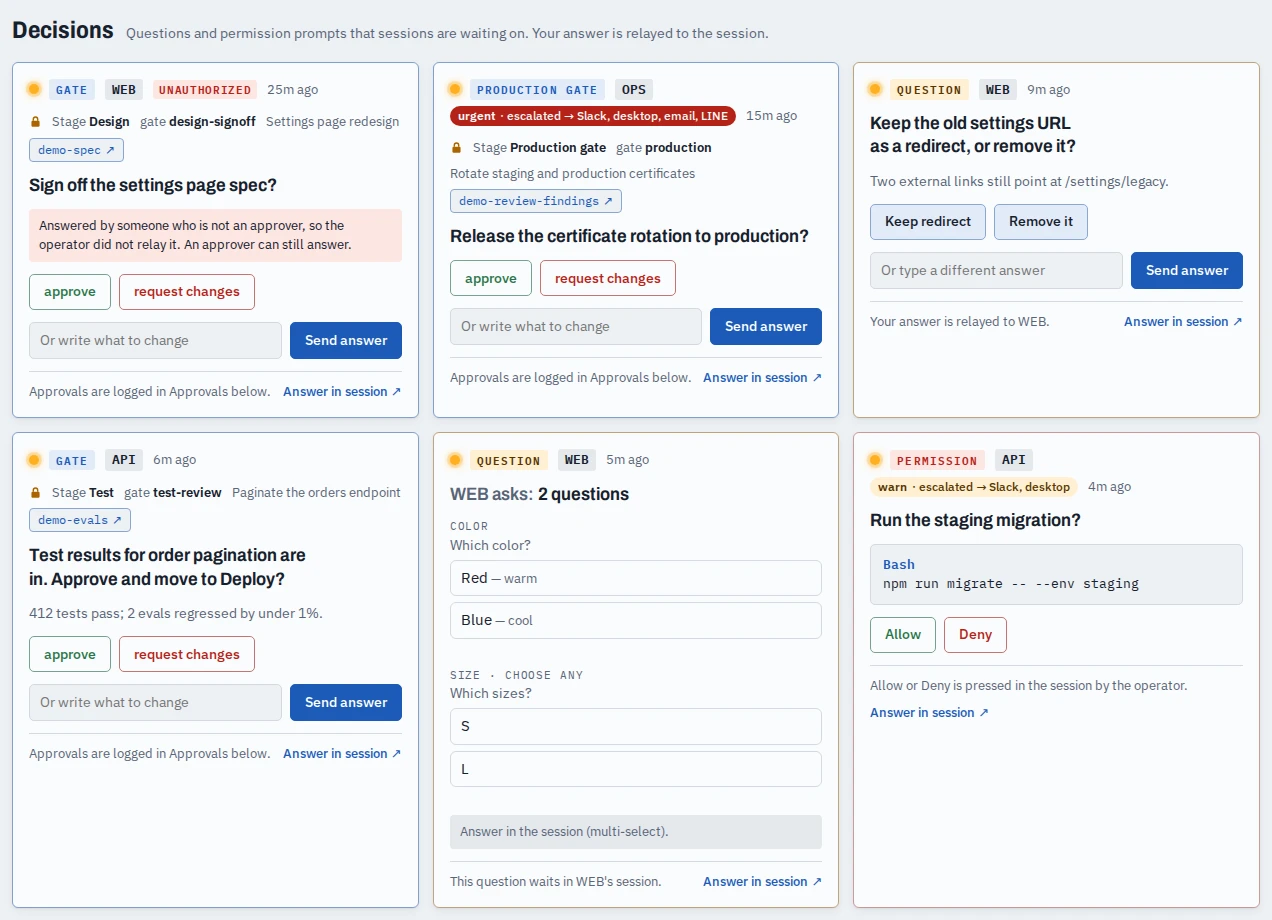 Decisions Questions and permission prompts that sessions are waiting on. Your answer is relayed to the session.
GATE WEB UNAUTHORIZED 25m ago
Stage Design gate design-signoff Settings page redesign
demo-spec ↗
Sign off the settings page spec?
Answered by someone who is not an approver, so the
operator did not relay it. An approver can still answer.
approve request changes
Or write what to change Send answer
Approvals are logged in Approvals below. Answer in session ↗
PRODUCTION GATE OPS
urgent · escalated → Slack, desktop, email, LINE 15m ago
Stage Production gate gate production
Rotate staging and production certificates
demo-review-findings ↗
Release the certificate rotation to production?
approve request changes
Or write what to change Send answer
Approvals are logged in Approvals below. Answer in session ↗
QUESTION WEB 9m ago
Keep the old settings URL
as a redirect, or remove it?
Two external links still point at /settings/legacy.
Keep redirect Remove it
Or type a different answer Send answer
Your answer is relayed to WEB. Answer in session ↗
GATE API 6m ago
Stage Test gate test-review Paginate the orders endpoint
demo-evals ↗
Test results for order pagination are
in. Approve and move to Deploy?
412 tests pass; 2 evals regressed by under 1%.
approve request changes
Or write what to change Send answer
Approvals are logged in Approvals below. Answer in session ↗
QUESTION WEB 5m ago
WEB asks: 2 questions
COLOR
Which color?
Red — warm
Blue — cool
SIZE · CHOOSE ANY
Which sizes?
S
L
Answer in the session (multi-select).
This question waits in WEB's session. Answer in session ↗
PERMISSION API
warn · escalated → Slack, desktop 4m ago
Run the staging migration?
Bash
npm run migrate -- --env staging
Allow Deny
Allow or Deny is pressed in the session by the operator.
Answer in session ↗